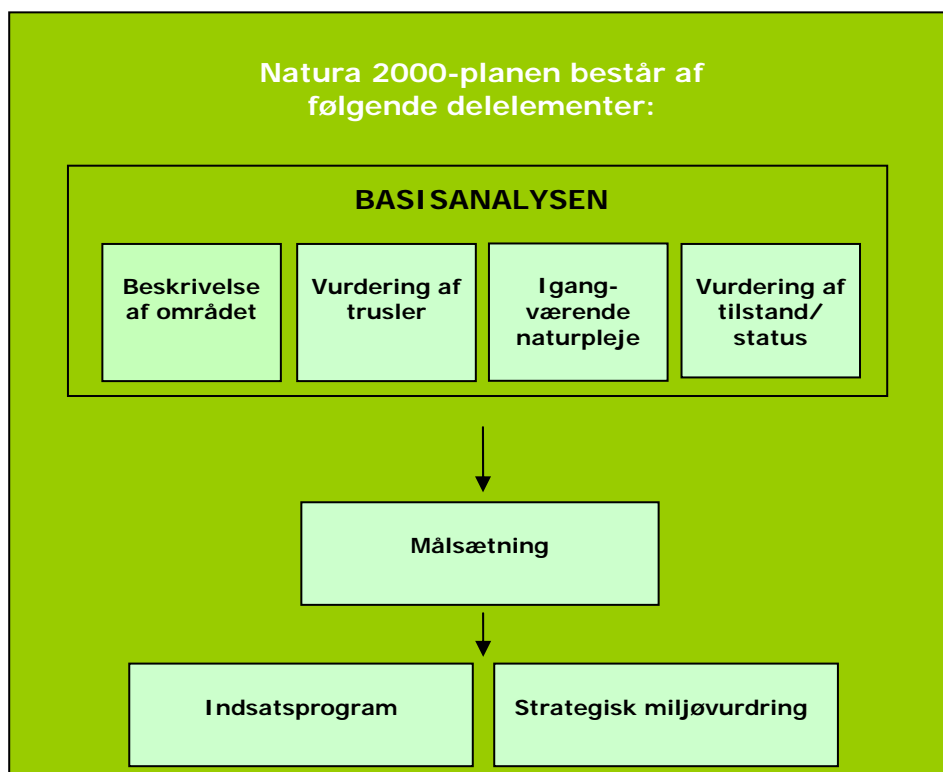 Natura 2000-planen består af
følgende delelementer:
BASISANALYSEN
Beskrivelse
af området
Vurdering af
trusler
Igang-
værende
naturpleje
Vurdering af
tilstand/
status
Målsætning
Indsatsprogram
Strategisk miljøvurdring